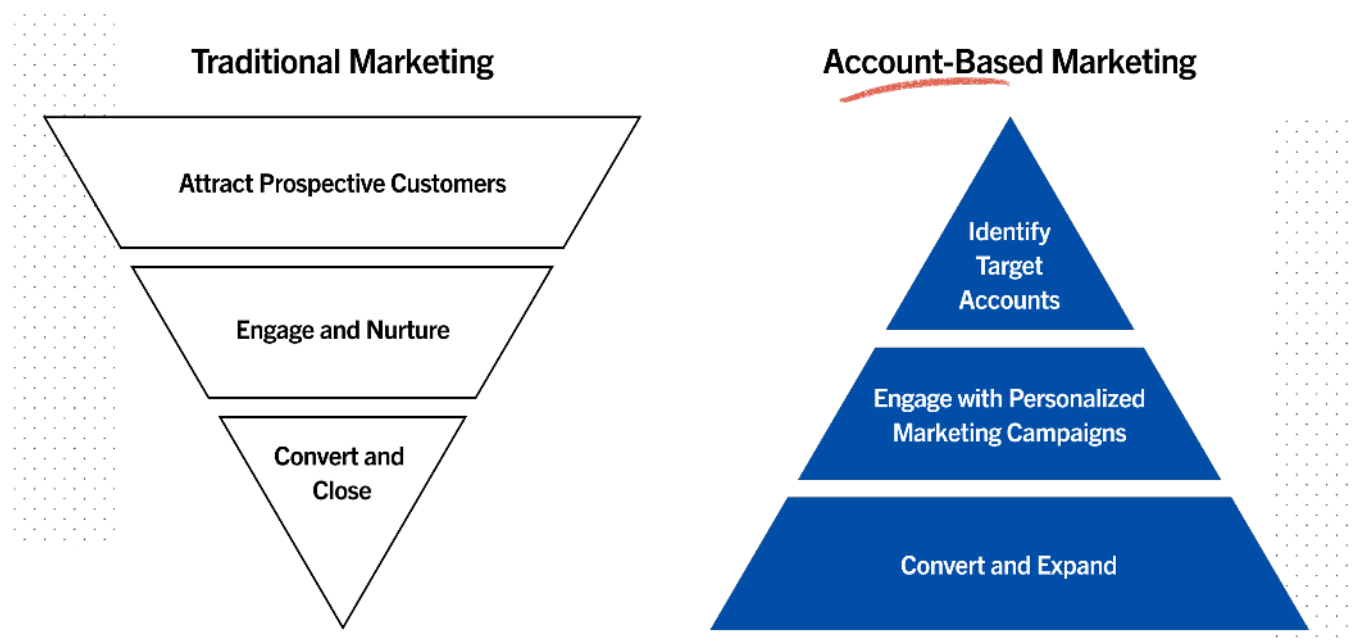 Traditional Marketing
Attract Prospective Customers
Engage and Nurture
Convert and
Close
Account-Based Marketing
Identify
Target
Accounts
Engage with Personalized
Marketing Campaigns
Convert and Expand